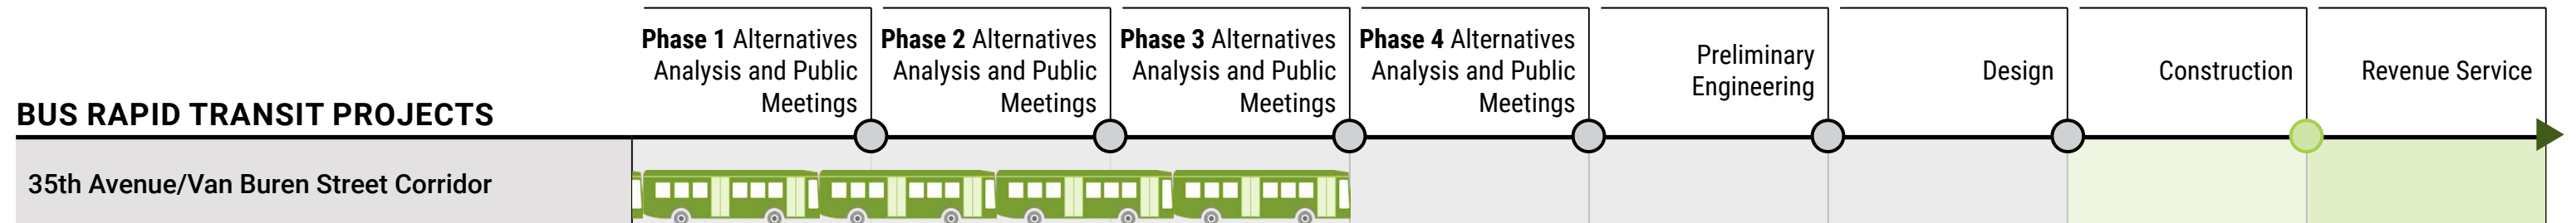 Phase 1 Alternatives
Analysis and Public
Meetings
Phase 2 Alternatives
Analysis and Public
Meetings
Phase 3 Alternatives
Analysis and Public
Meetings
Phase 4 Alternatives
Analysis and Public
Meetings
Preliminary
Engineering
Design
Construction
Revenue Service
BUS RAPID TRANSIT PROJECTS
35th Avenue/Van Buren Street Corridor